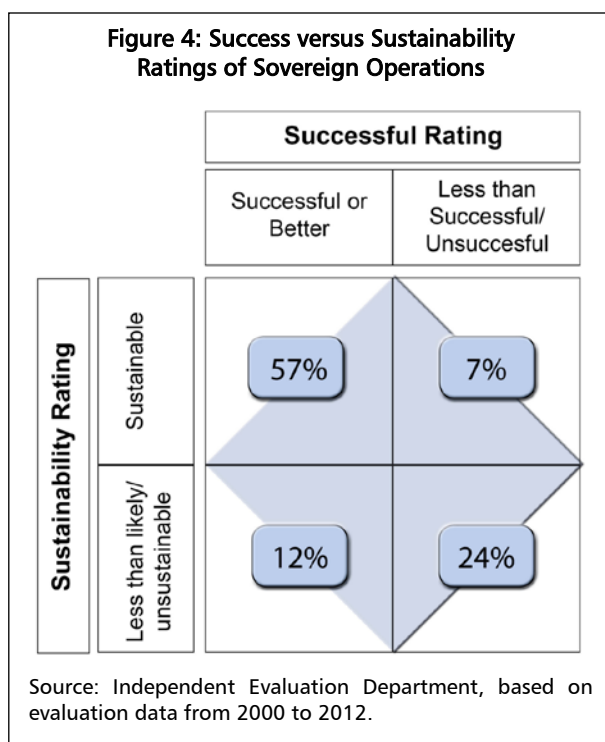 Figure 4: Success versus Sustainability
Ratings of Sovereign Operations
Successful Rating
Successful or
Better
Less than
Successful/
Unsuccesful
Sustainability Rating
Sustainable
57%
7%
Less than likely/
unsustainable
12%
24%
Source: Independent Evaluation Department, based on
evaluation data from 2000 to 2012.